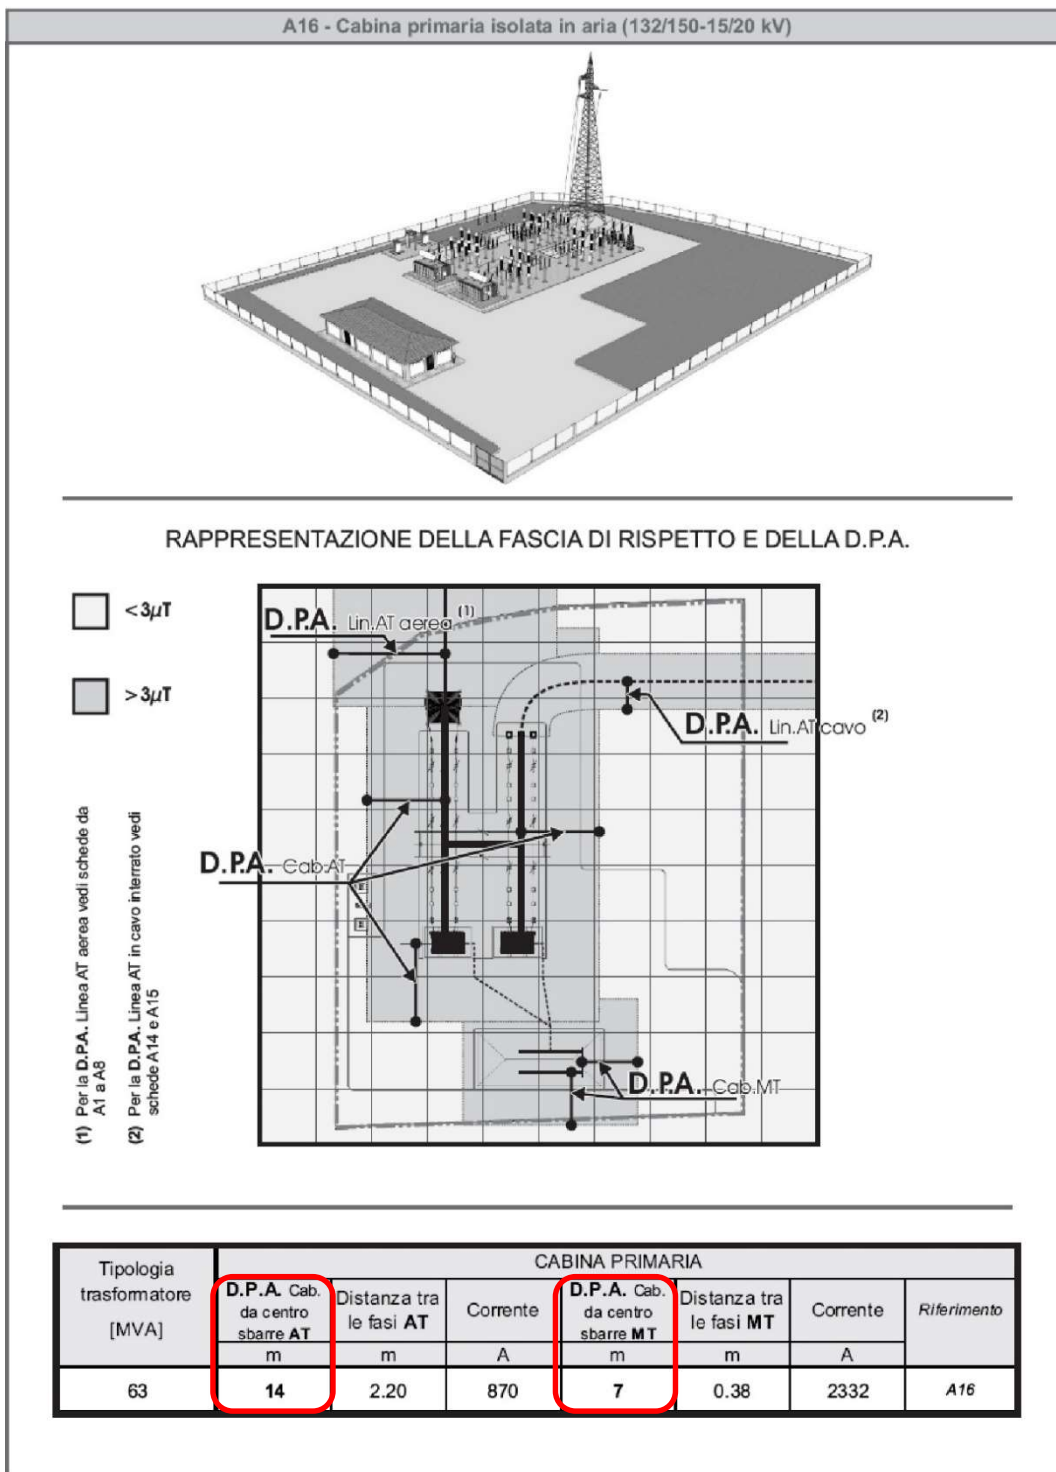 A16 - Cabina primaria isolata in aria (132/150-15/20 kV)
RAPPRESENTAZIONE DELLA FASCIA DI RISPETTO E DELLA D.P.A.
<3µT
>3µT
D.P.A. Lin.AT aerea (1)
D.P.A. Lin.AT cavo (2)
D.P.A. Cab.AT
D.P.A. Cab.MT
(1) Per la D.P.A. Linea AT aerea vedi schede da
A1 a A8
(2) Per la D.P.A. Linea AT in cavo interrato vedi
schede A14 e A15
CABINA PRIMARIA
Tipologia
trasformatore
[MVA]
D.P.A. Cab.
da centro
sbarre AT
Distanza tra
le fasi AT
Corrente
D.P.A. Cab.
da centro
sbarre MT
Distanza tra
le fasi MT
Corrente
Riferimento
m m A m m A
63 14 2.20 870 7 0.38 2332 A16